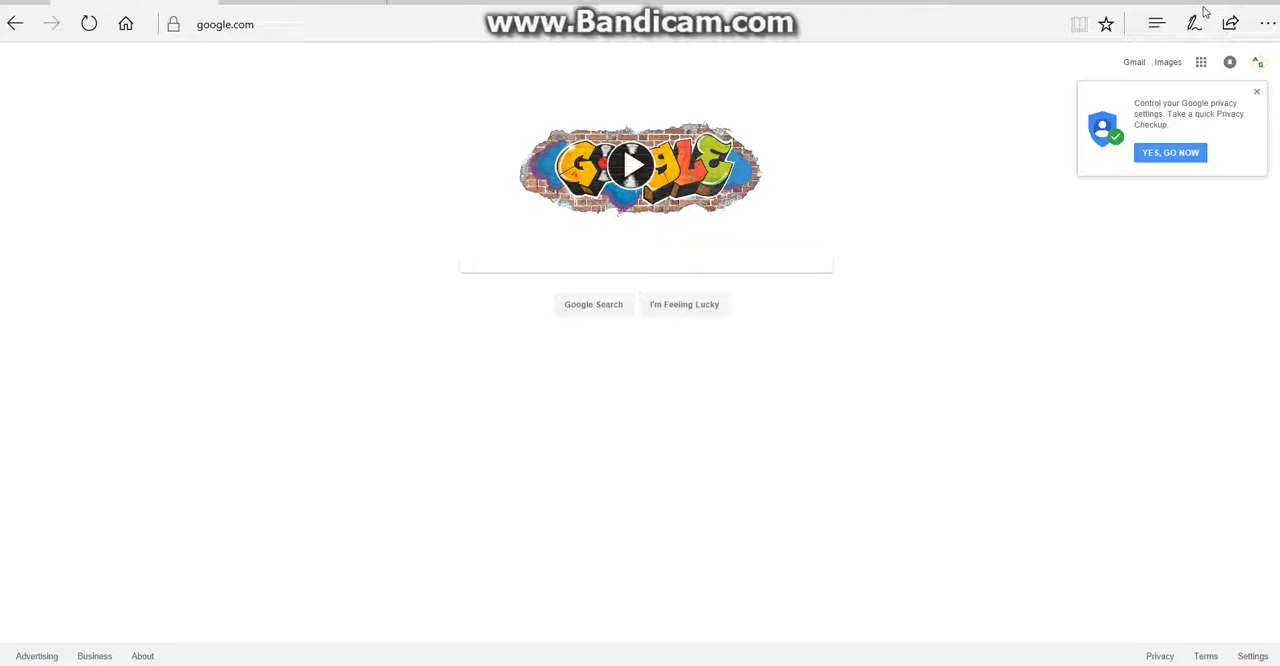 www.Bandicam.com
google.com
Gmail
Images
Control your Google privacy
settings. Take a quick Privacy
Checkup.
YES, GO NOW
GOOGLE
Google Search
I'm Feeling Lucky
Advertising
Business
About
Privacy
Terms
Settings